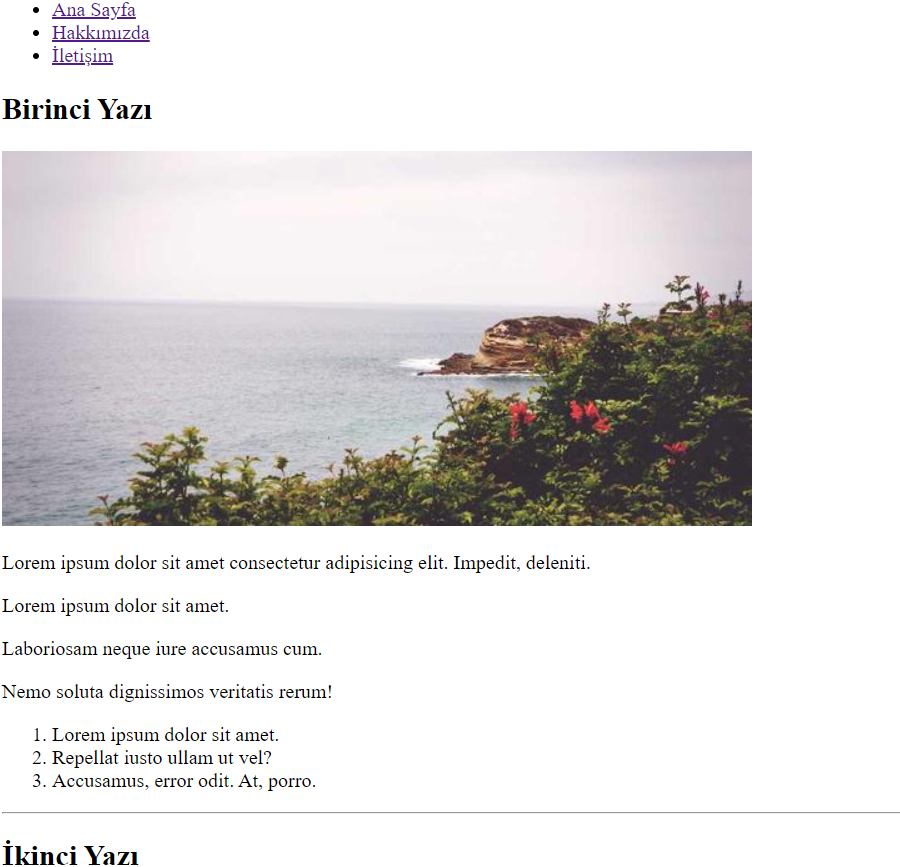 Ana Sayfa
Hakkımızda
İletişim
Birinci Yazı
Lorem ipsum dolor sit amet consectetur adipisicing elit. Impedit, deleniti.
Lorem ipsum dolor sit amet.
Laboriosam neque iure accusamus cum.
Nemo soluta dignissimos veritatis rerum!
1. Lorem ipsum dolor sit amet.
2. Repellat iusto ullam ut vel?
3. Accusamus, error odit. At, porro.
İkinci Yazı